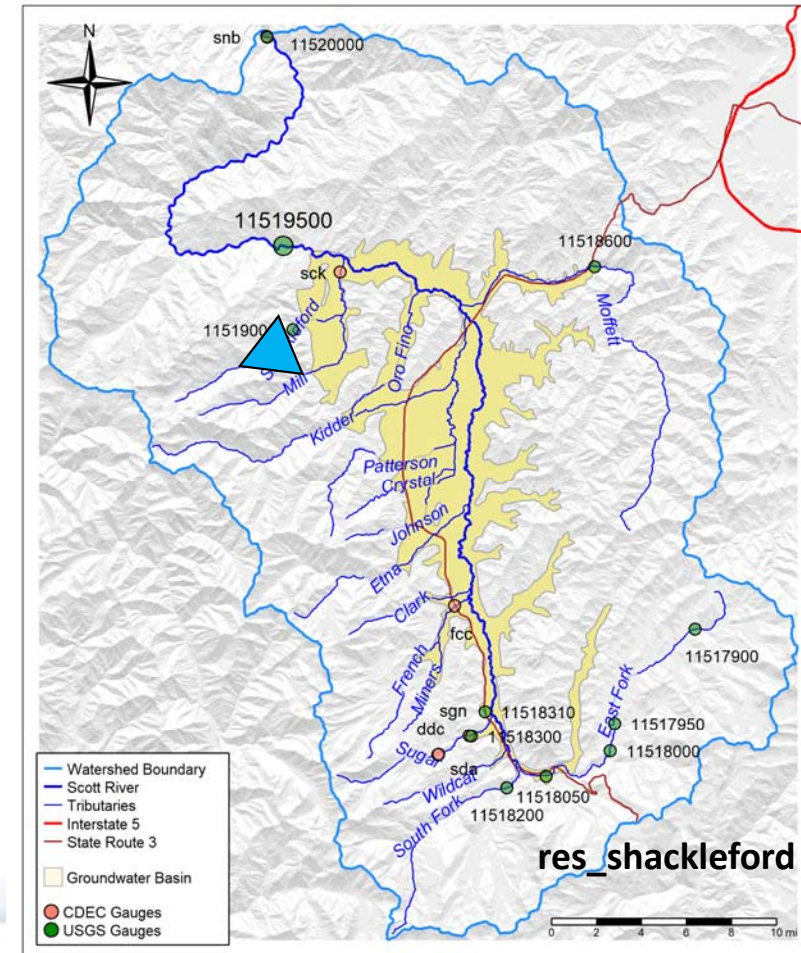 N
snb
11520000
11519500
11518600
sck
1151900
Mill
Oro Fino
Moffett
Kidder
Patterson
Crystal
Johnson
Etna
Clark
fcc
French
Miners
11517900
East Fork
sgn
11518310
11517950
ddc
11518300
11518000
Sugar
sda
Wildcat
11518050
11518200
South Fork
res_shackleford
Watershed Boundary
Scott River
Tributaries
Interstate 5
State Route 3
Groundwater Basin
CDEC Gauges
USGS Gauges
0 2 4 6 8 10 mi